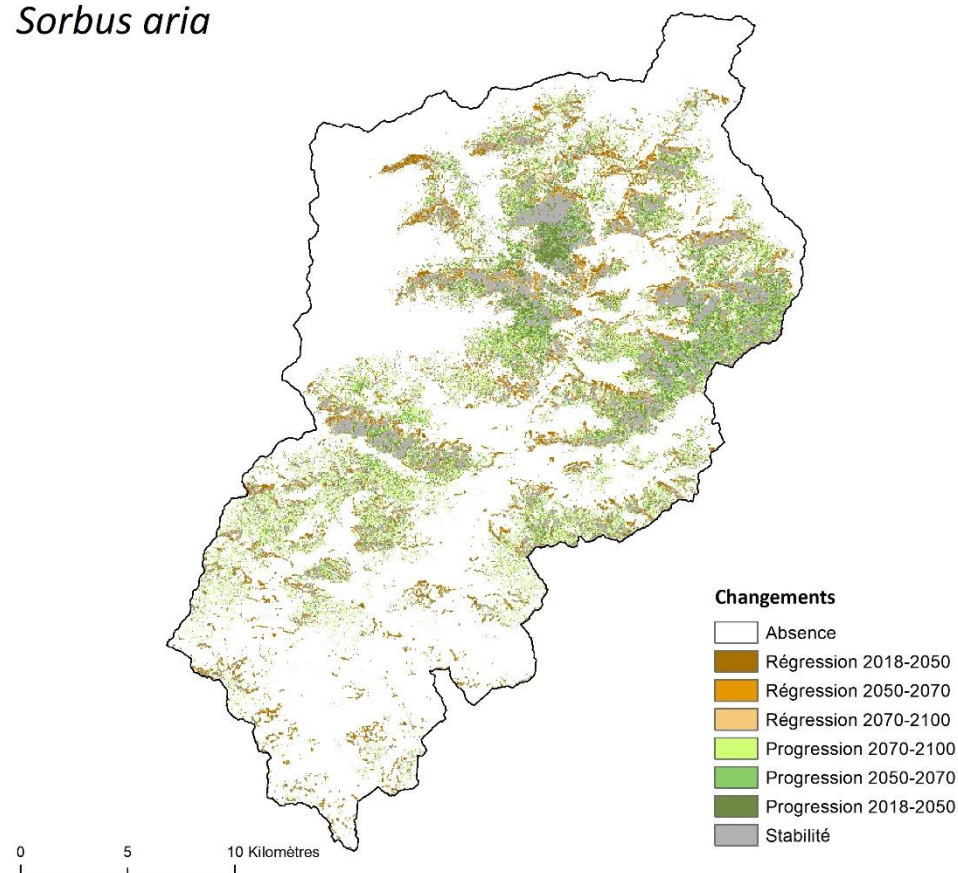 Sorbus aria
Changements
Absence
Régression 2018-2050
Régression 2050-2070
Régression 2070-2100
Progression 2070-2100
Progression 2050-2070
Progression 2018-2050
Stabilité
0 5 10 Kilomètres